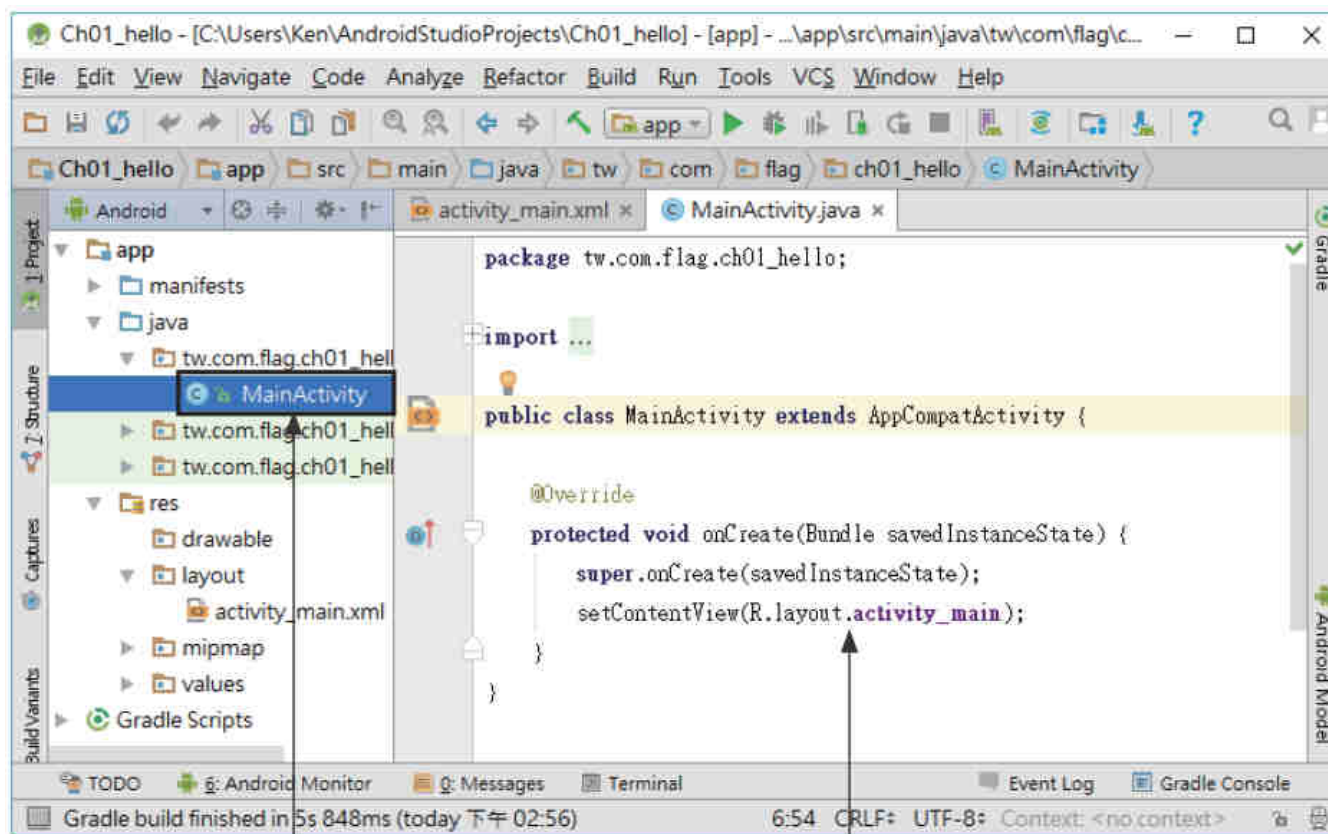 Ch01_hello - [C:\Users\Ken\AndroidStudioProjects\Ch01_hello] - [app] - ...\app\src\main\java\tw\com\flag\c...
File Edit View Navigate Code Analyze Refactor Build Run Tools VCS Window Help
app
Ch01_hello app src main java tw com flag ch01_hello MainActivity
Android
activity_main.xml MainActivity.java
1: Project
7: Structure
Captures
Build Variants
app
manifests
java
tw.com.flag.ch01_hell
MainActivity
tw.com.flag.ch01_hell
tw.com.flag.ch01_hell
res
drawable
layout
activity_main.xml
mipmap
values
Gradle Scripts
package tw.com.flag.ch01_hello;
import ...
public class MainActivity extends AppCompatActivity {
@Override
protected void onCreate(Bundle savedInstanceState) {
super.onCreate(savedInstanceState);
setContentView(R.layout.activity_main);
}
}
Gradle
Android Model
TODO 6: Android Monitor 0: Messages Terminal Event Log Gradle Console
Gradle build finished in 5s 848ms (today 下午 02:56) 6:54 CRLF UTF-8 Context: <no context>